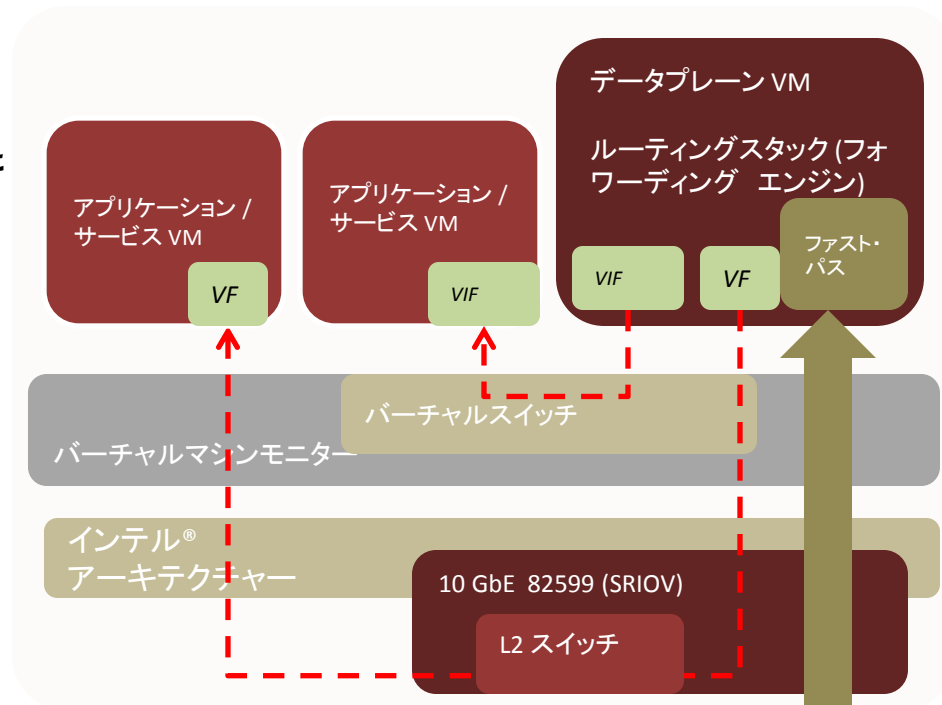 データプレーン VM
ルーティングスタック (フォ
ワーディング エンジン)
アプリケーション /
サービス VM
アプリケーション /
サービス VM
ファスト・
パス
VF
VIF
VIF
VF
バーチャルスイッチ
バーチャルマシンモニター
インテル®
アーキテクチャー
10 GbE 82599 (SRIOV)
L2 スイッチ